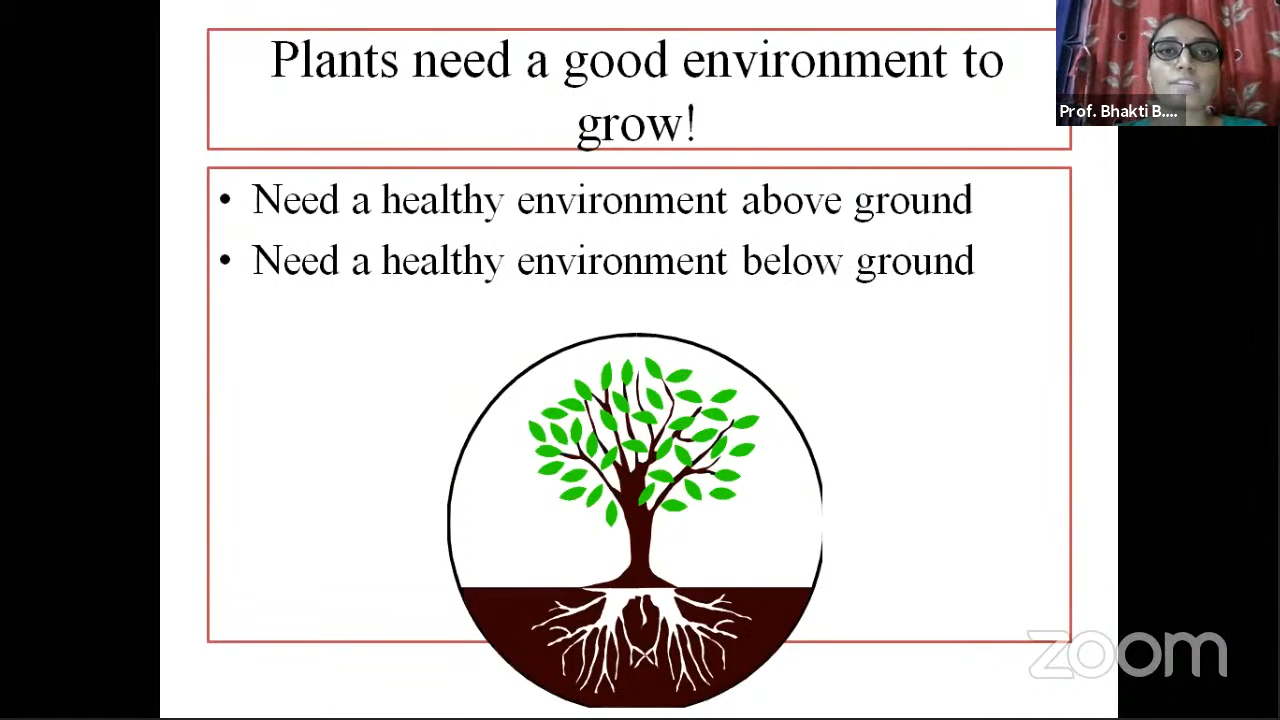 Plants need a good environment to
grow!
• Need a healthy environment above ground
• Need a healthy environment below ground
Prof. Bhakti B....
zoom